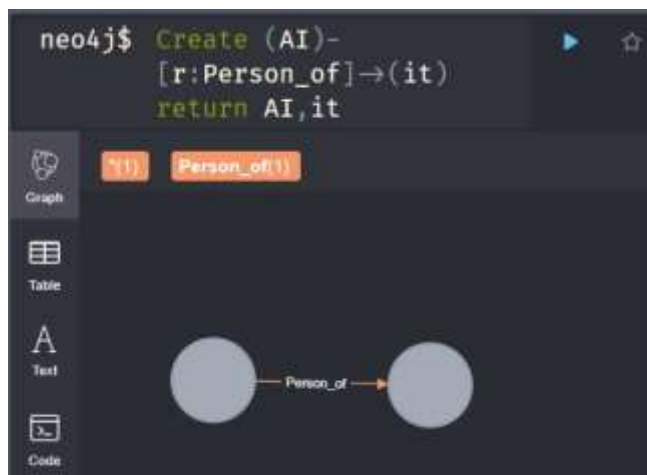 neo4j$ Create (AI)-
[r:Person_of]→(it)
return AI,it
*(1) Person_of(1)
Graph
Table
A
Text
Person_of
Code